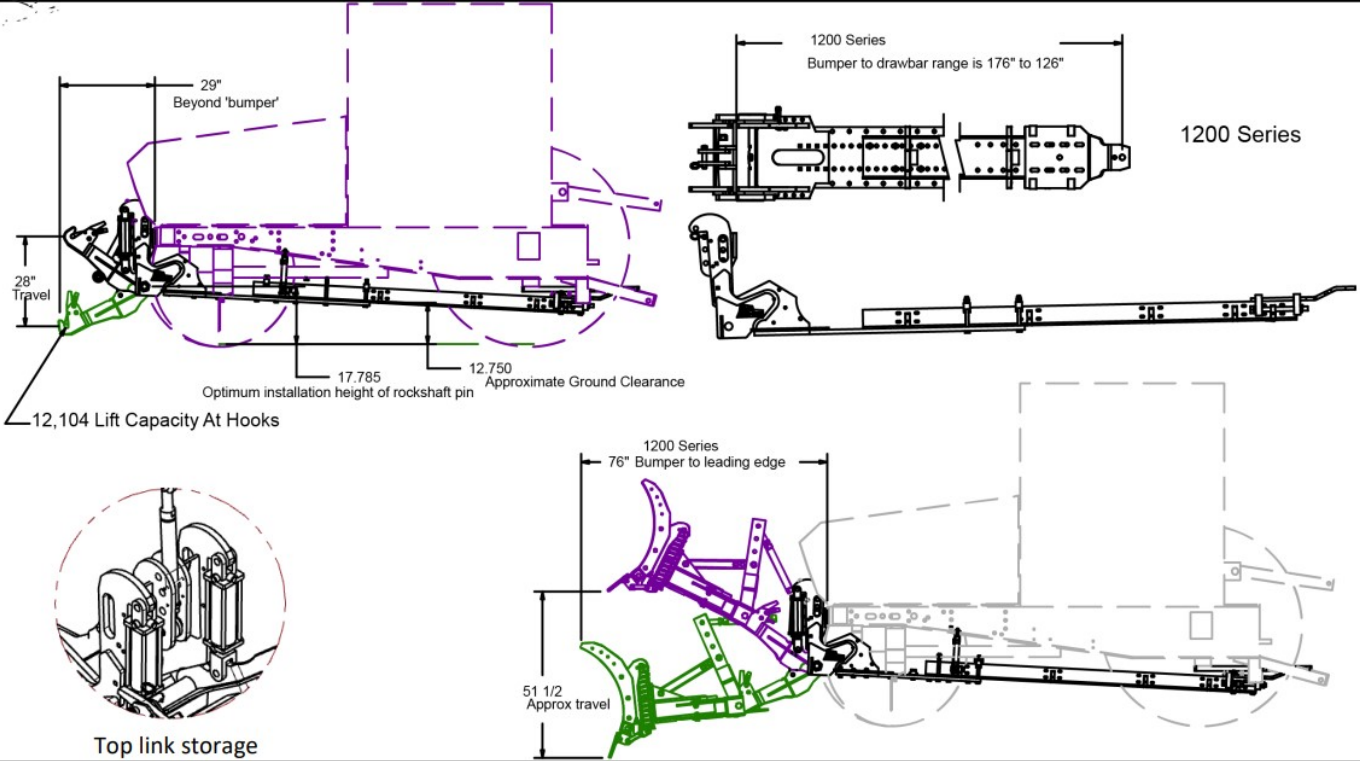 1200 Series
Bumper to drawbar range is 176" to 126"
1200 Series
29"
Beyond 'bumper'
28"
Travel
17.785
Optimum installation height of rockshaft pin
12.750
Approximate Ground Clearance
12,104 Lift Capacity At Hooks
1200 Series
76" Bumper to leading edge
51 1/2
Approx travel
Top link storage